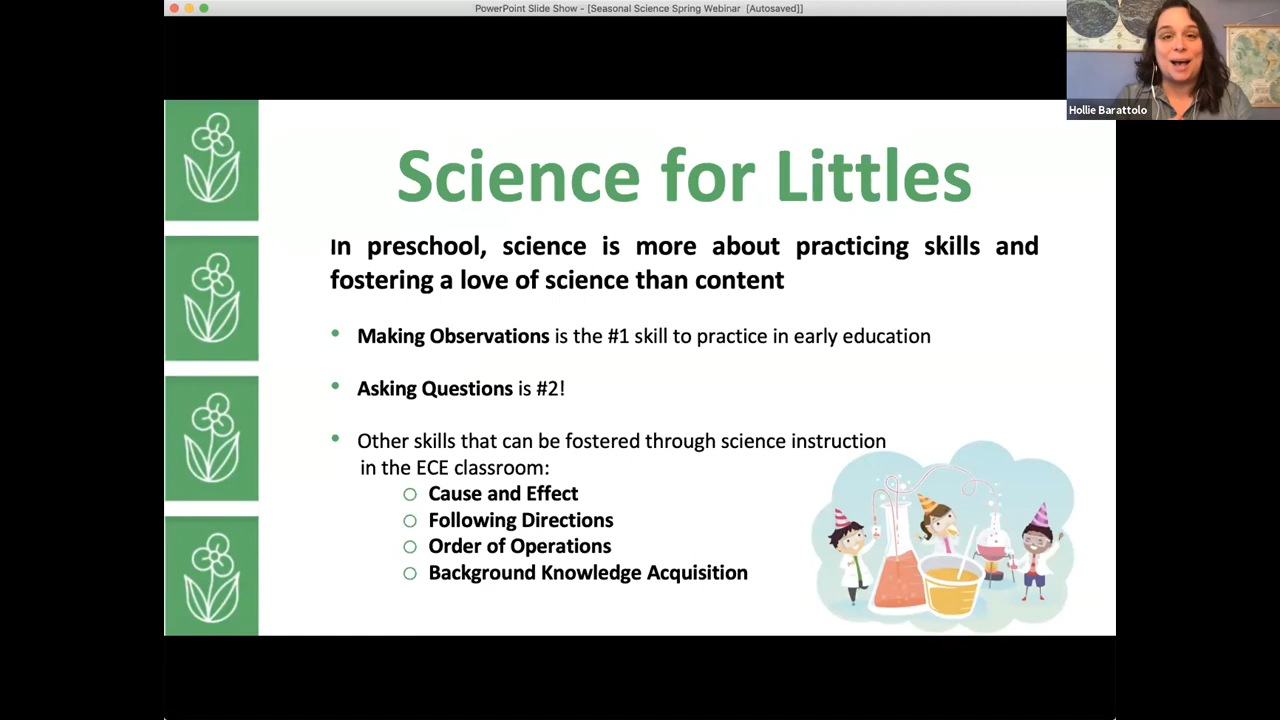 PowerPoint Slide Show - [Seasonal Science Spring Webinar [Autosaved]]
Hollie Barattolo
Science for Littles
In preschool, science is more about practicing skills and
fostering a love of science than content
• Making Observations is the #1 skill to practice in early education
• Asking Questions is #2!
• Other skills that can be fostered through science instruction
in the ECE classroom:
○ Cause and Effect
○ Following Directions
○ Order of Operations
○ Background Knowledge Acquisition